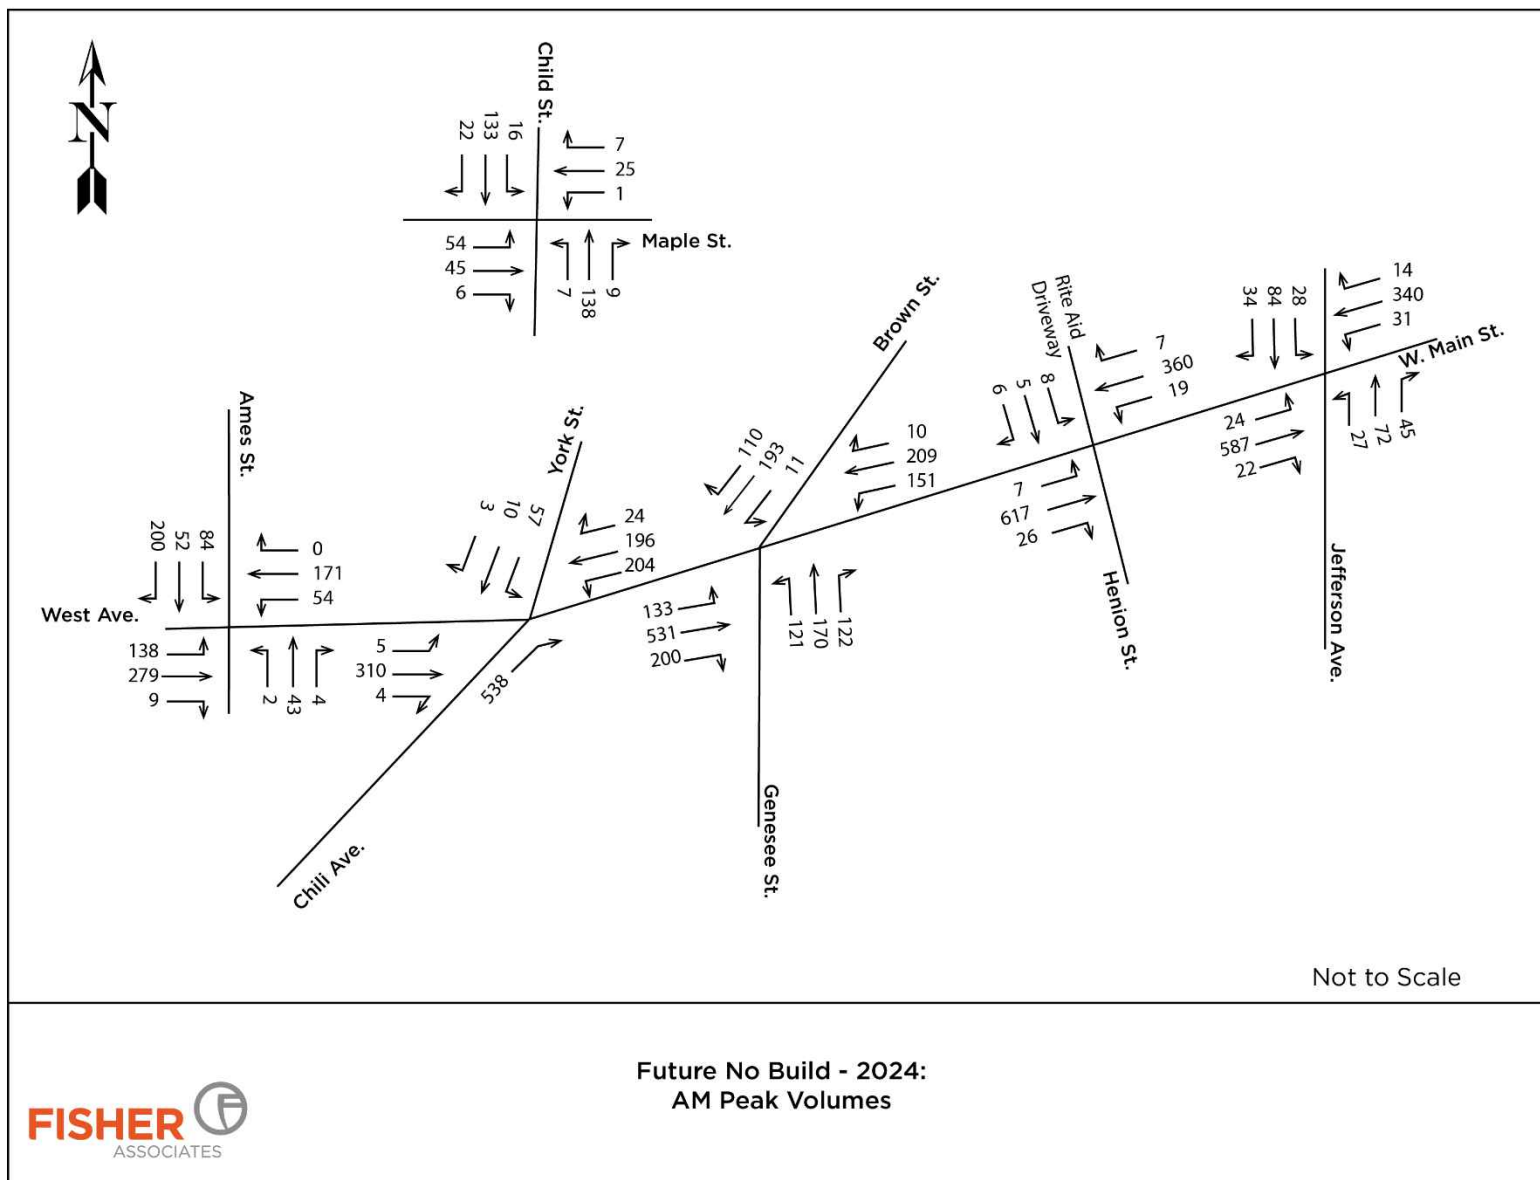 N
Child St.
22 133 16
7
25
1
54
45
6
Maple St.
7 138 9
Ames St.
200 52 84
0
171
54
West Ave.
138
279
9
2 43 4
York St.
3 10 57
24
196
204
5
310
4
538
Chili Ave.
Brown St.
110 193 11
10
209
151
133
531
200
121 170 122
Genesee St.
Rite Aid
Driveway
6 5 8
7
360
19
7
617
26
Henion St.
34 84 28
14
340
31
W. Main St.
24
587
22
27 72 45
Jefferson Ave.
Not to Scale
Future No Build - 2024:
AM Peak Volumes
FISHER
ASSOCIATES